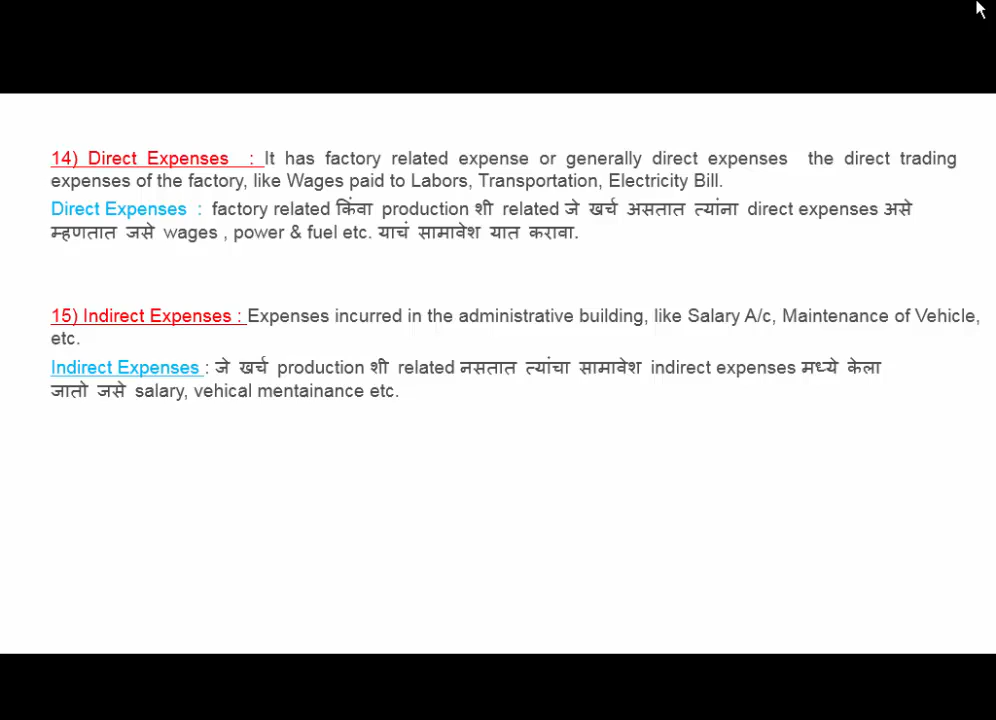 14) Direct Expenses : It has factory related expense or generally direct expenses the direct trading
expenses of the factory, like Wages paid to Labors, Transportation, Electricity Bill.
Direct Expenses : factory related किंवा production शी related जे खर्च असतात त्यांना direct expenses असे
म्हणतात जसे wages , power & fuel etc. याचं सामावेश यात करावा.
15) Indirect Expenses : Expenses incurred in the administrative building, like Salary A/c, Maintenance of Vehicle,
etc.
Indirect Expenses : जे खर्च production शी related नसतात त्यांचा सामावेश indirect expenses मध्ये केला
जातो जसे salary, vehical mentainance etc.